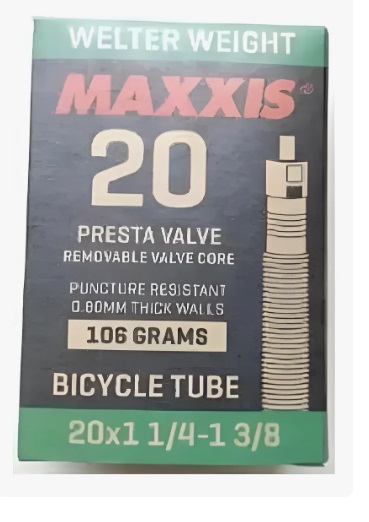 WELTER WEIGHT
MAXXIS®
20
PRESTA VALVE
REMOVABLE VALVE CORE
PUNCTURE RESISTANT
0.80MM THICK WALLS
106 GRAMS
BICYCLE TUBE
20x1 1/4-1 3/8